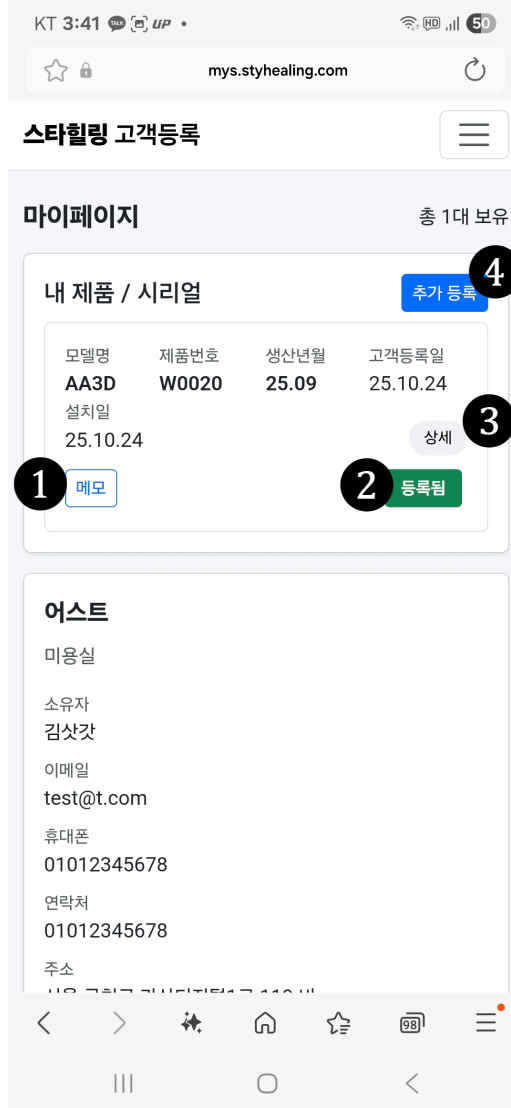 KT 3:41 TALK UP • HD 50
mys.styhealing.com
스타힐링 고객등록
마이페이지 총 1대 보유
4
내 제품 / 시리얼 추가 등록
모델명 제품번호 생산년월 고객등록일
AA3D W0020 25.09 25.10.24
설치일
25.10.24 상세 3
1 메모 2 등록됨
어스트
미용실
소유자
김삿갓
이메일
test@t.com
휴대폰
01012345678
연락처
01012345678
주소
98